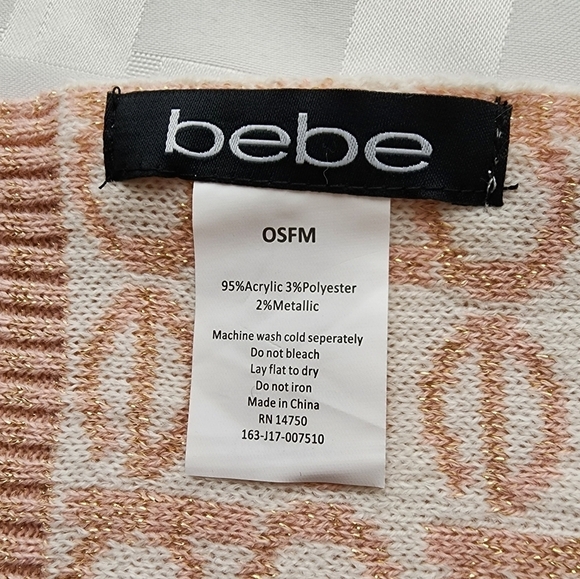 bebe
OSFM
95%Acrylic 3%Polyester
2%Metallic
Machine wash cold seperately
Do not bleach
Lay flat to dry
Do not iron
Made in China
RN 14750
163-J17-007510